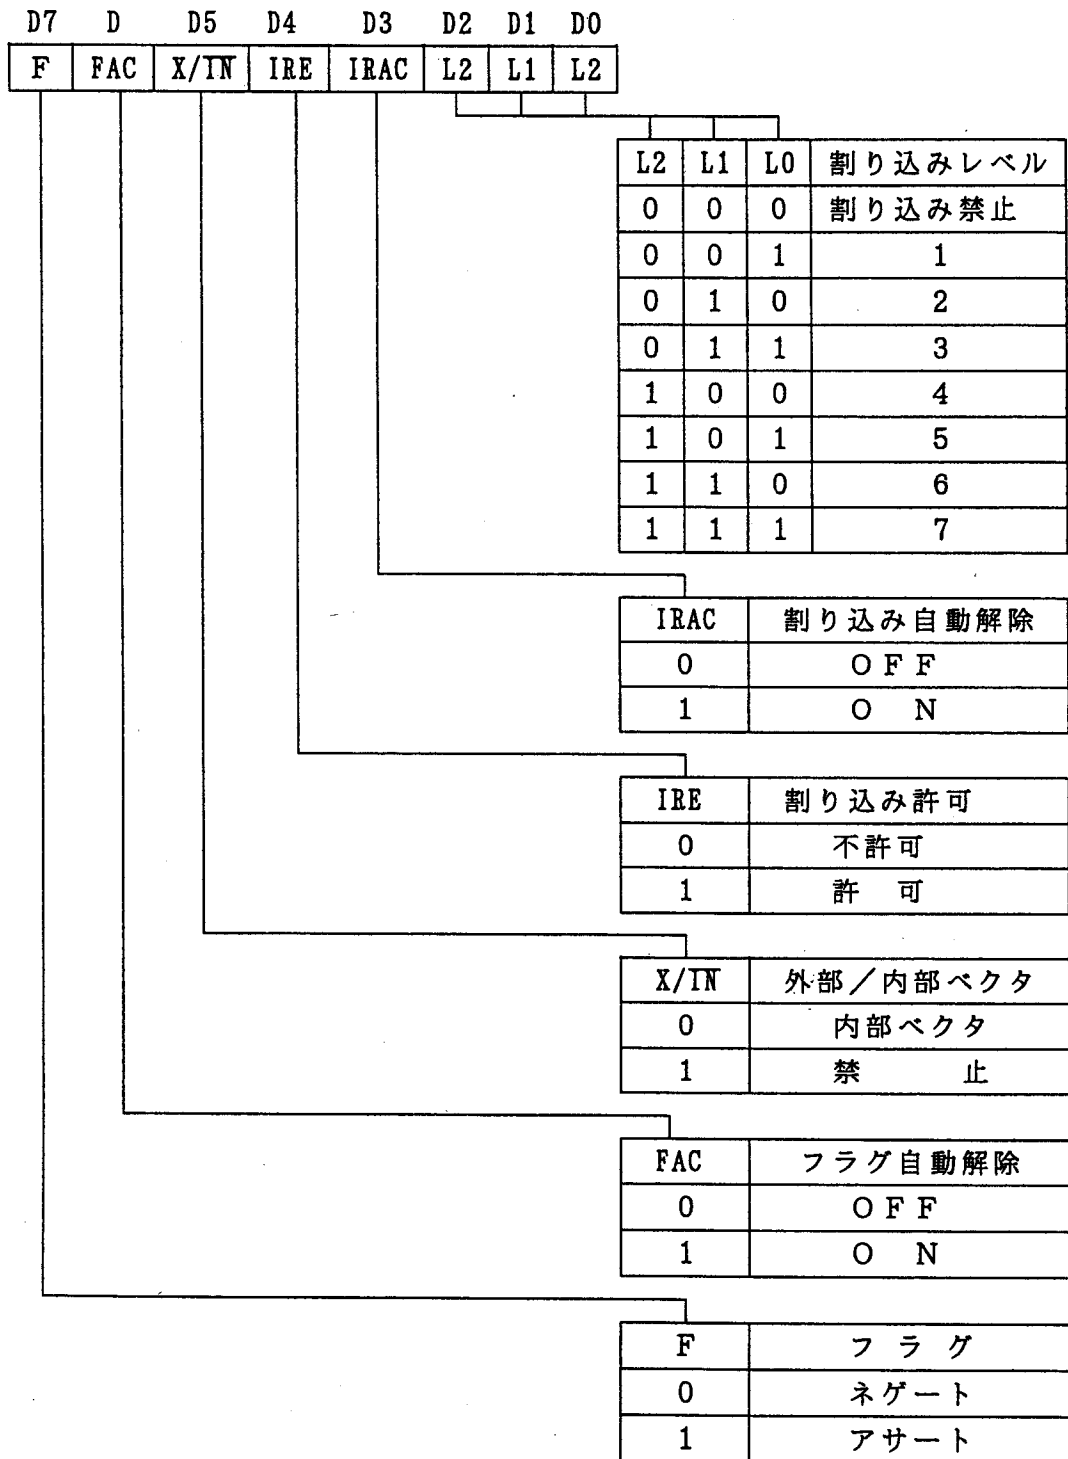 D7 D D5 D4 D3 D2 D1 D0
F FAC X/IN IRE IRAC L2 L1 L2
L2 L1 L0 割り込みレベル
0 0 0 割り込み禁止
0 0 1 1
0 1 0 2
0 1 1 3
1 0 0 4
1 0 1 5
1 1 0 6
1 1 1 7
IRAC 割り込み自動解除
0 OFF
1 O N
IRE 割り込み許可
0 不許可
1 許 可
X/IN 外部/内部ベクタ
0 内部ベクタ
1 禁 止
FAC フラグ自動解除
0 OFF
1 O N
F フラグ
0 ネゲート
1 アサート